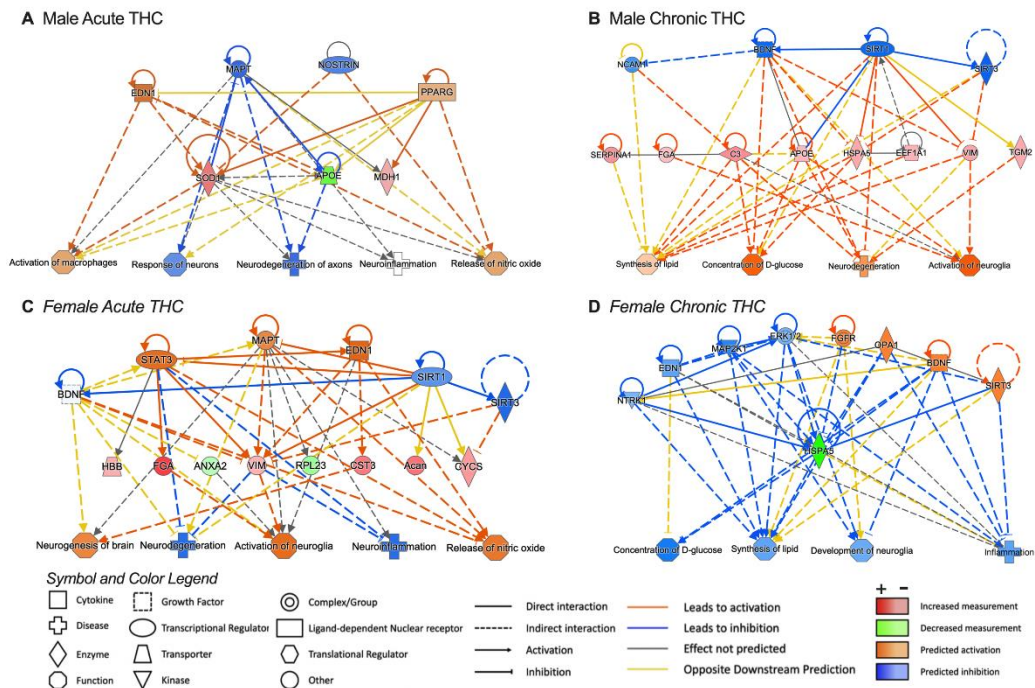 A Male Acute THC
MAPT
NOSTRIN
EDN1
PPARG
SOD1
APOE
MDH1
Activation of macrophages
Response of neurons
Neurodegeneration of axons
Neuroinflammation
Release of nitric oxide
B Male Chronic THC
NCAM1
BDNF
SIRT1
SIRT3
SERPINA1
FGA
C3
APOE
HSPA5
EEF1A1
VIM
TGM2
Synthesis of lipid
Concentration of D-glucose
Neurodegeneration
Activation of neuroglia
C Female Acute THC
STAT3
MAPT
EDN1
BDNF
SIRT1
SIRT3
HBB
FGA
ANXA2
VIM
RPL23
CST3
Acan
CYCS
Neurogenesis of brain
Neurodegeneration
Activation of neuroglia
Neuroinflammation
Release of nitric oxide
D Female Chronic THC
EDN1
MAP2K1
ERK1/2
FGFR
OPA1
BDNF
NTRK1
SIRT3
HSPA5
Concentration of D-glucose
Synthesis of lipid
Development of neuroglia
Inflammation
Symbol and Color Legend
Cytokine
Growth Factor
Complex/Group
Disease
Transcriptional Regulator
Ligand-dependent Nuclear receptor
Enzyme
Transporter
Translational Regulator
Function
Kinase
Other
Direct interaction
Indirect interaction
Activation
Inhibition
Leads to activation
Leads to inhibition
Effect not predicted
Opposite Downstream Prediction
+ −
Increased measurement
Decreased measurement
Predicted activation
Predicted inhibition